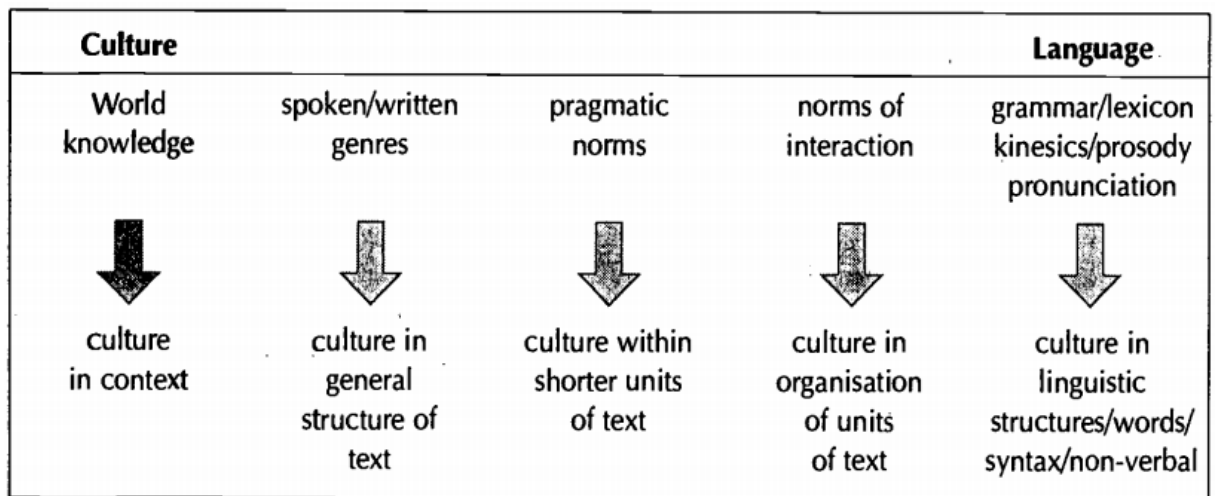 Culture
Language
World
knowledge
spoken/written
genres
pragmatic
norms
norms of
interaction
grammar/lexicon
kinesics/prosody
pronunciation
culture
in context
culture in
general
structure of
text
culture within
shorter units
of text
culture in
organisation
of units
of text
culture in
linguistic
structures/words/
syntax/non-verbal